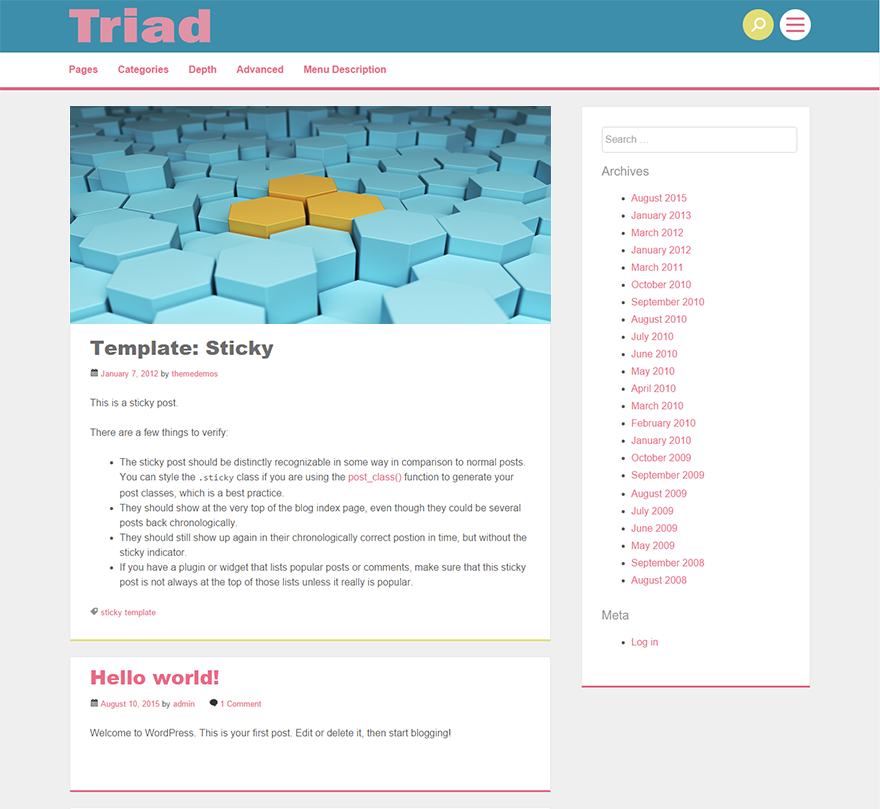 Triad
Pages Categories Depth Advanced Menu Description
Template: Sticky
January 7, 2012 by themedemos
This is a sticky post.
There are a few things to verify:
The sticky post should be distinctly recognizable in some way in comparison to normal posts.
You can style the .sticky class if you are using the post_class() function to generate your
post classes, which is a best practice.
They should show at the very top of the blog index page, even though they could be several
posts back chronologically.
They should still show up again in their chronologically correct postion in time, but without the
sticky indicator.
If you have a plugin or widget that lists popular posts or comments, make sure that this sticky
post is not always at the top of those lists unless it really is popular.
sticky template
Hello world!
August 10, 2015 by admin 1 Comment
Welcome to WordPress. This is your first post. Edit or delete it, then start blogging!
Search …
Archives
August 2015
January 2013
March 2012
January 2012
March 2011
October 2010
September 2010
August 2010
July 2010
June 2010
May 2010
April 2010
March 2010
February 2010
January 2010
October 2009
September 2009
August 2009
July 2009
June 2009
May 2009
September 2008
August 2008
Meta
Log in